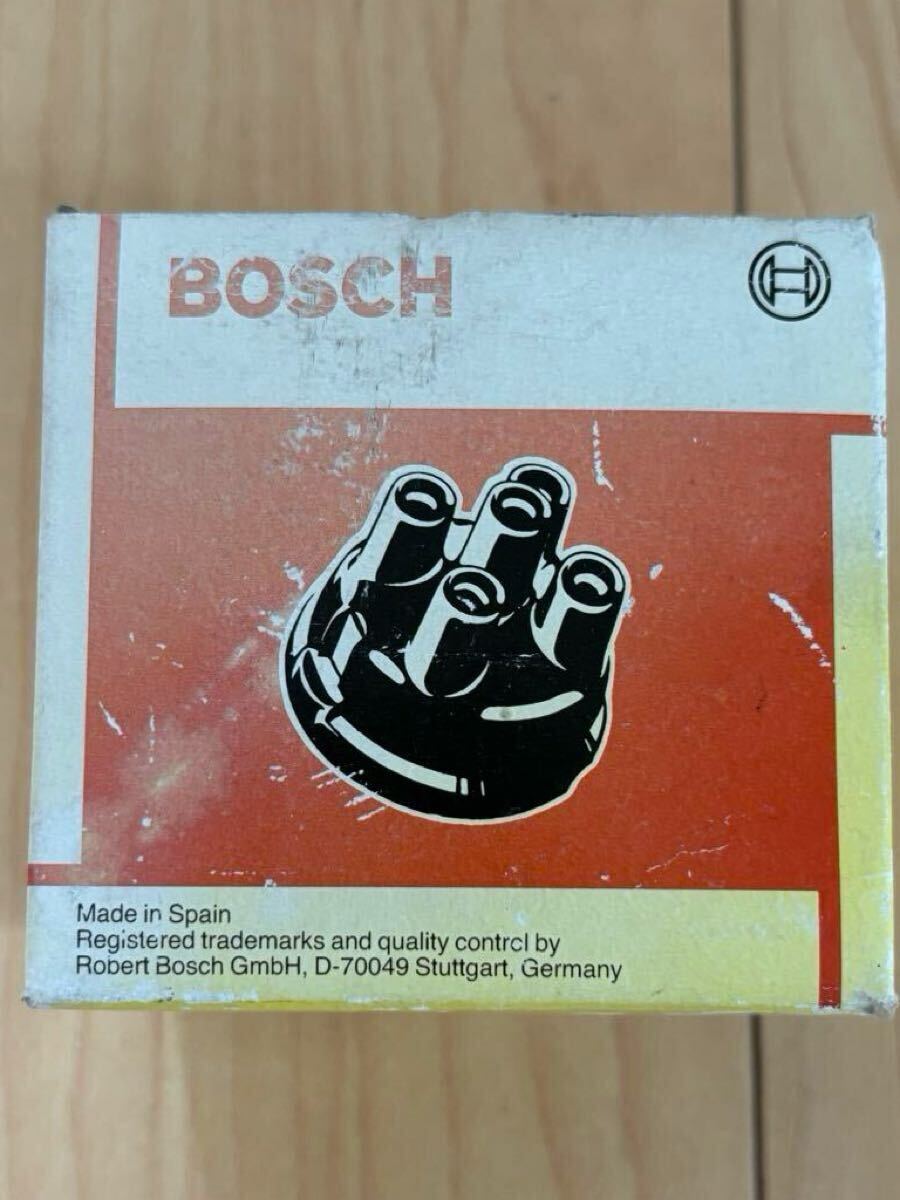 BOSCH
Made in Spain
Registered trademarks and quality control by
Robert Bosch GmbH, D-70049 Stuttgart, Germany